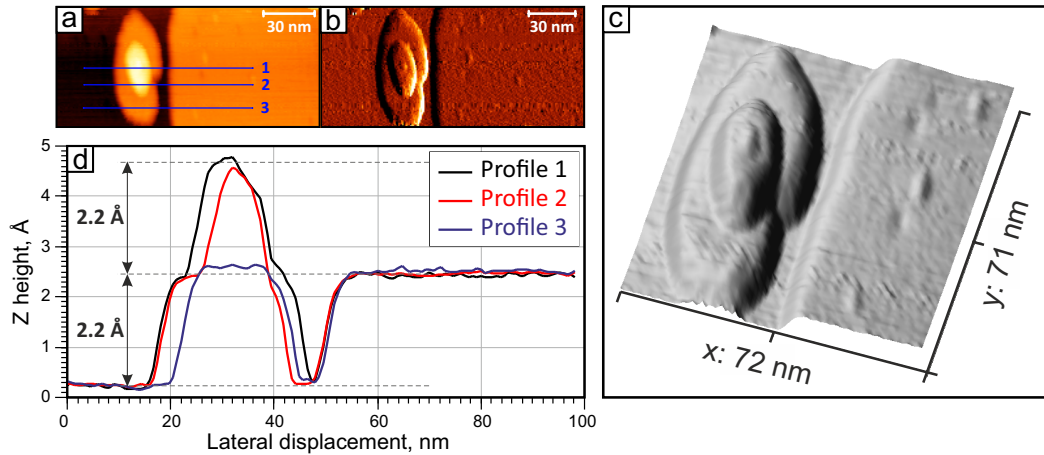 a
30 nm
1
2
3
b
30 nm
c
x: 72 nm
y: 71 nm
d
Z height, Å
5
4
3
2
1
0
2.2 Å
2.2 Å
Profile 1
Profile 2
Profile 3
0
20
40
60
80
100
Lateral displacement, nm